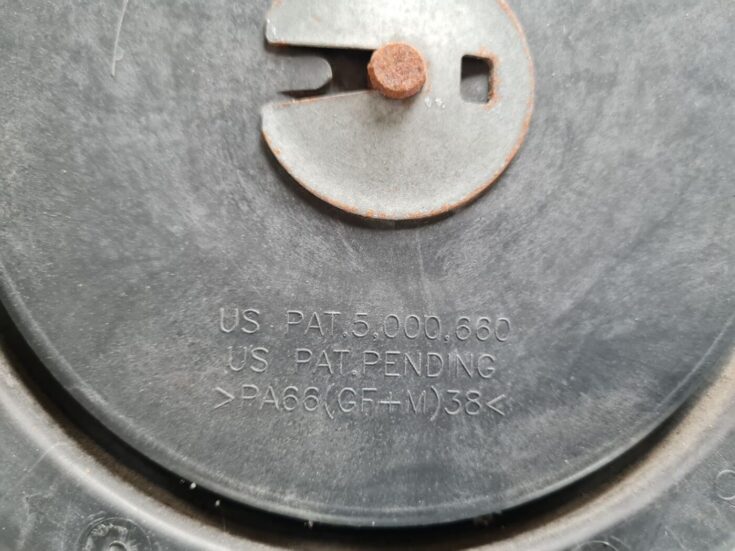 US PAT.5,000,660
US PAT.PENDING
>PA66(GF+M)38<